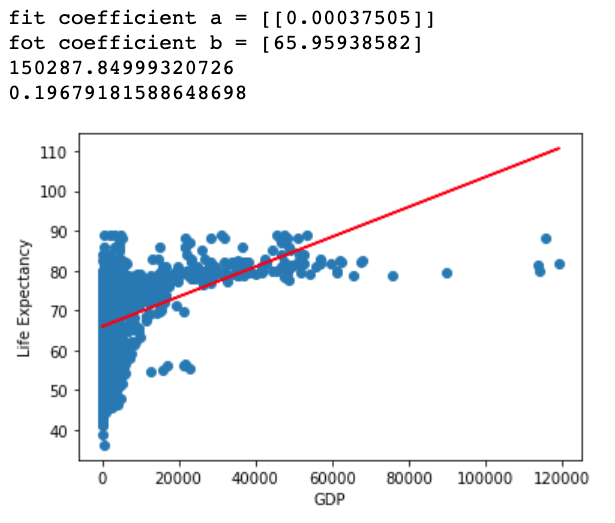 fit coefficient a = [[0.00037505]]
fot coefficient b = [65.95938582]
150287.84999320726
0.19679181588648698
110
100
90
80
70
60
50
40
Life Expectancy
0 20000 40000 60000 80000 100000 120000
GDP